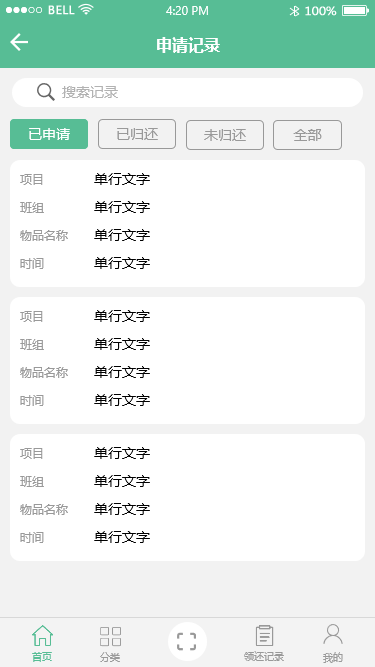 BELL 4:20 PM 100%
申请记录
搜索记录
已申请 已归还 未归还 全部
项目 单行文字
班组 单行文字
物品名称 单行文字
时间 单行文字
项目 单行文字
班组 单行文字
物品名称 单行文字
时间 单行文字
项目 单行文字
班组 单行文字
物品名称 单行文字
时间 单行文字
首页 分类 领还记录 我的